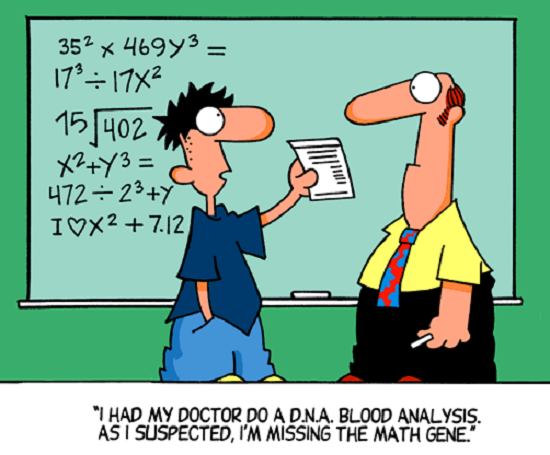 35² x 469y³ =
17³ ÷ 17x²
15√402
x²+y³ =
472 ÷ 2³+y
I ♡ x² + 7.12
"I HAD MY DOCTOR DO A D.N.A. BLOOD ANALYSIS.
AS I SUSPECTED, I'M MISSING THE MATH GENE."